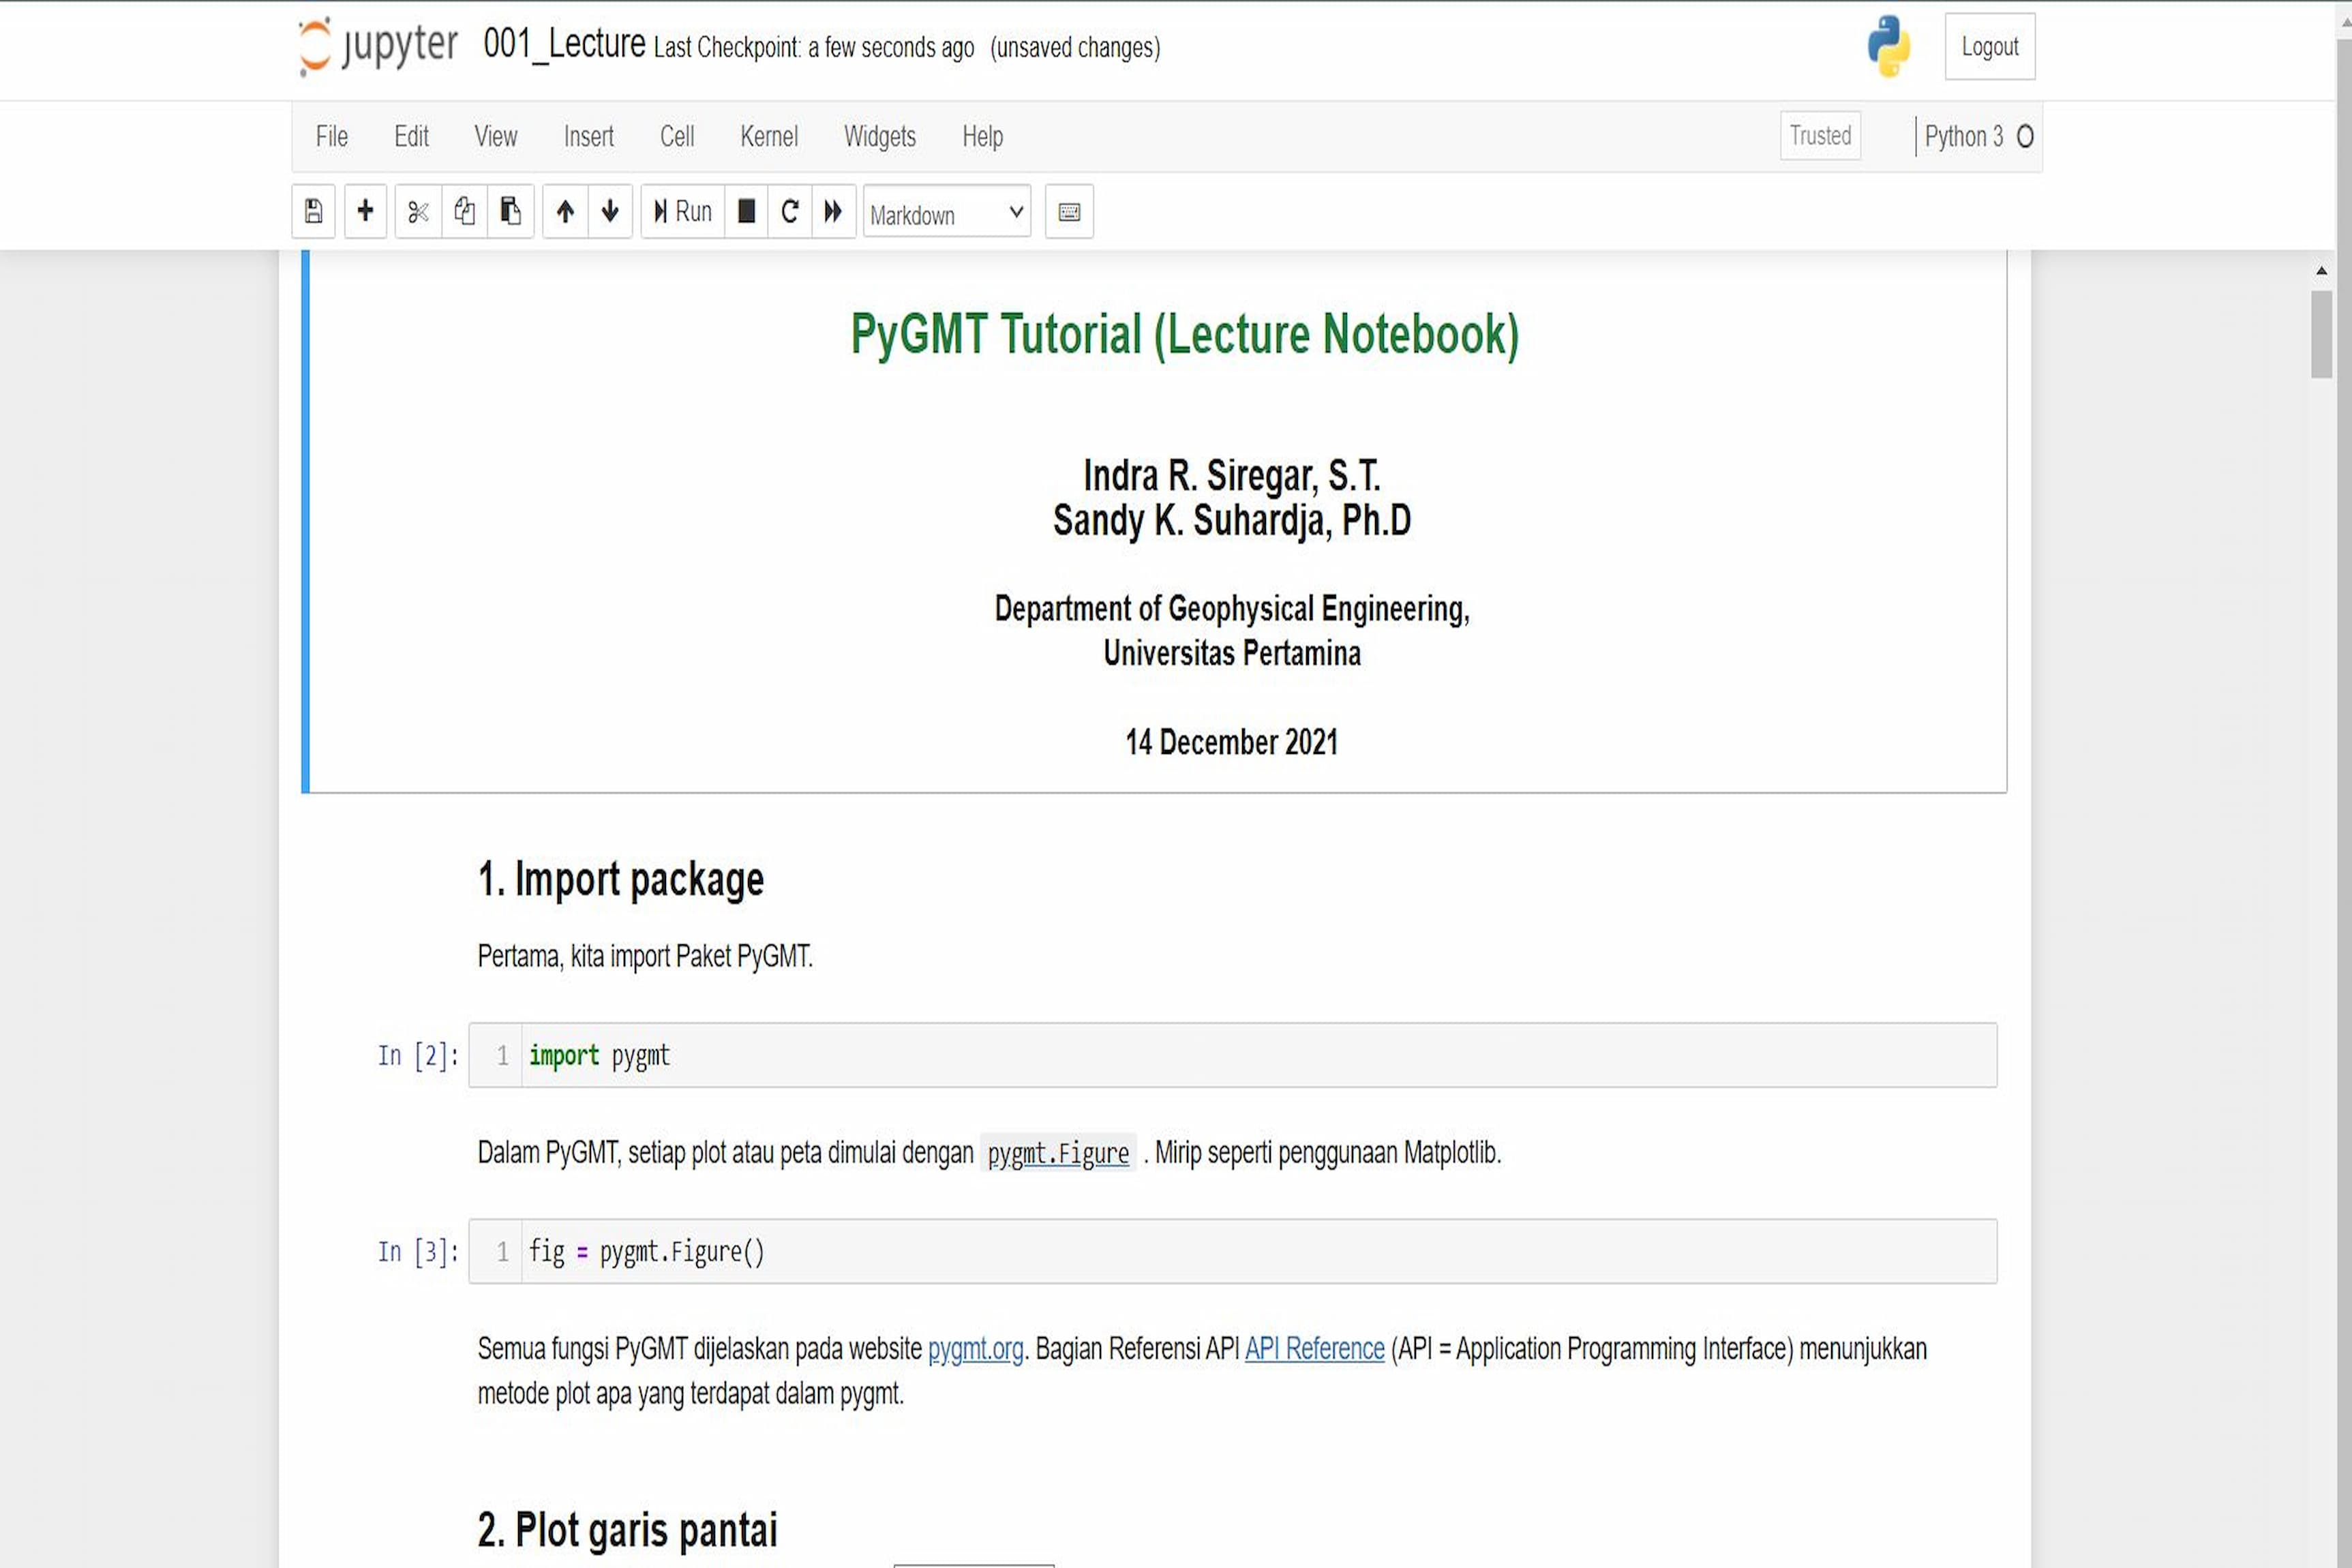 jupyter 001_Lecture Last Checkpoint: a few seconds ago (unsaved changes) Logout
File Edit View Insert Cell Kernel Widgets Help Trusted Python 3
Run Markdown
PyGMT Tutorial (Lecture Notebook)
Indra R. Siregar, S.T.
Sandy K. Suhardja, Ph.D
Department of Geophysical Engineering,
Universitas Pertamina
14 December 2021
1. Import package
Pertama, kita import Paket PyGMT.
In [2]: 1 import pygmt
Dalam PyGMT, setiap plot atau peta dimulai dengan pygmt.Figure . Mirip seperti penggunaan Matplotlib.
In [3]: 1 fig = pygmt.Figure()
Semua fungsi PyGMT dijelaskan pada website pygmt.org. Bagian Referensi API API Reference (API = Application Programming Interface) menunjukkan
metode plot apa yang terdapat dalam pygmt.
2. Plot garis pantai